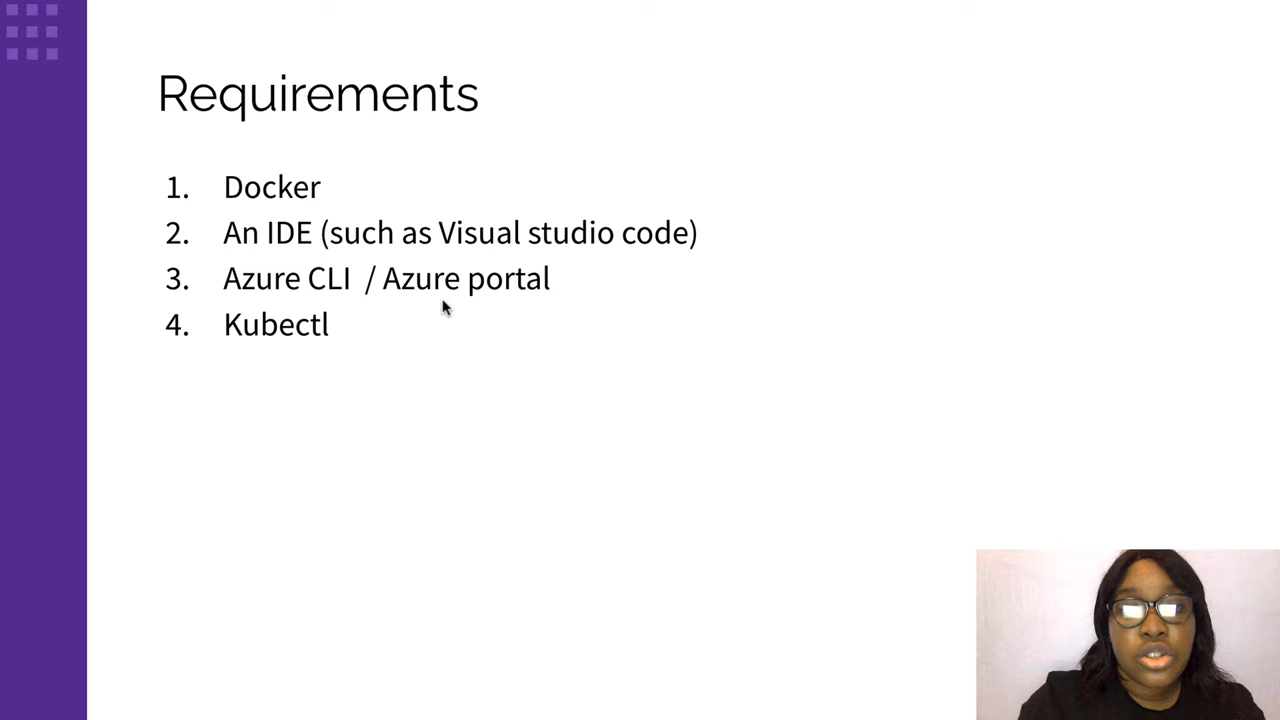 Requirements
1. Docker
2. An IDE (such as Visual studio code)
3. Azure CLI / Azure portal
4. Kubectl